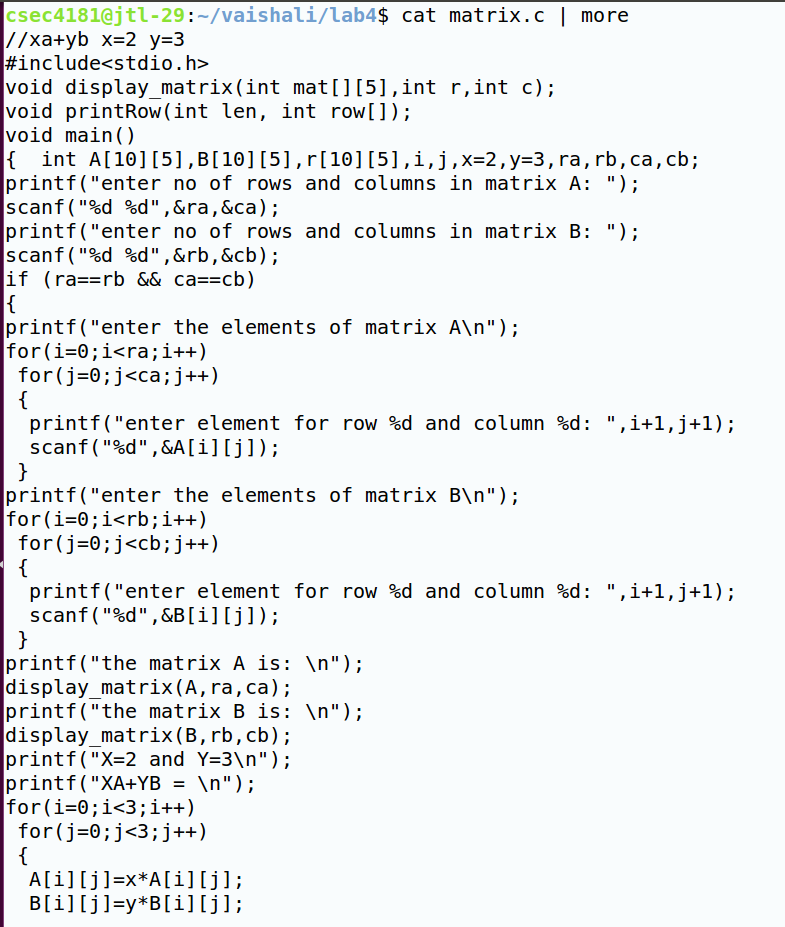 csec4181@jtl-29:~/vaishali/lab4$ cat matrix.c | more
//xa+yb x=2 y=3
#include<stdio.h>
void display_matrix(int mat[][5],int r,int c);
void printRow(int len, int row[]);
void main()
{  int A[10][5],B[10][5],r[10][5],i,j,x=2,y=3,ra,rb,ca,cb;
printf("enter no of rows and columns in matrix A: ");
scanf("%d %d",&ra,&ca);
printf("enter no of rows and columns in matrix B: ");
scanf("%d %d",&rb,&cb);
if (ra==rb && ca==cb)
{
printf("enter the elements of matrix A\n");
for(i=0;i<ra;i++)
 for(j=0;j<ca;j++)
 {
  printf("enter element for row %d and column %d: ",i+1,j+1);
  scanf("%d",&A[i][j]);
 }
printf("enter the elements of matrix B\n");
for(i=0;i<rb;i++)
 for(j=0;j<cb;j++)
 {
  printf("enter element for row %d and column %d: ",i+1,j+1);
  scanf("%d",&B[i][j]);
 }
printf("the matrix A is: \n");
display_matrix(A,ra,ca);
printf("the matrix B is: \n");
display_matrix(B,rb,cb);
printf("X=2 and Y=3\n");
printf("XA+YB = \n");
for(i=0;i<3;i++)
 for(j=0;j<3;j++)
 {
  A[i][j]=x*A[i][j];
  B[i][j]=y*B[i][j];